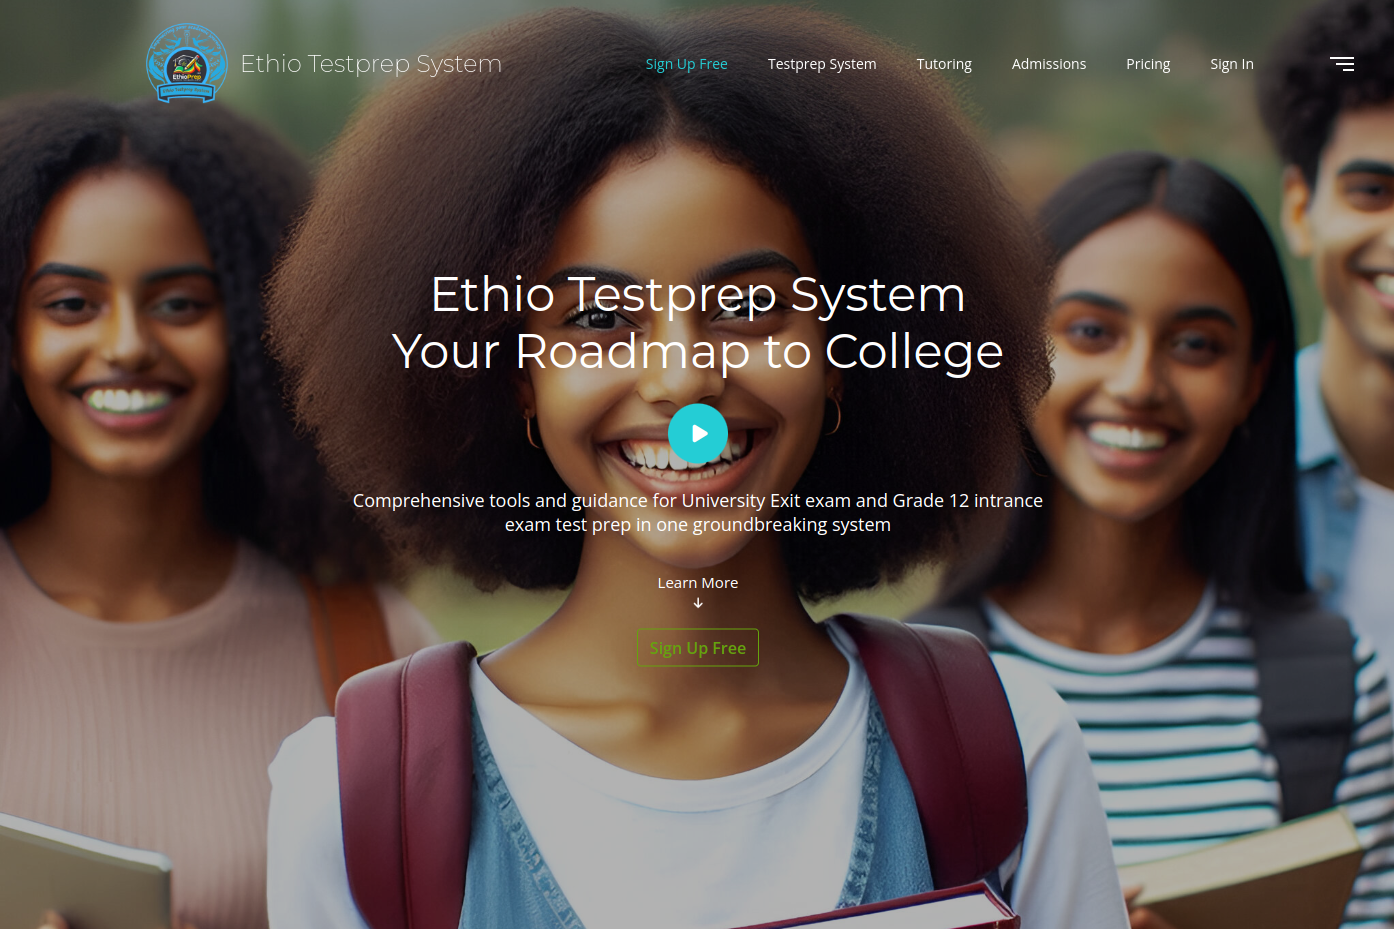 EthioPrep
Ethio Testprep System
Sign Up Free
Testprep System
Tutoring
Admissions
Pricing
Sign In
Ethio Testprep System
Your Roadmap to College
Comprehensive tools and guidance for University Exit exam and Grade 12 intrance
exam test prep in one groundbreaking system
Learn More
Sign Up Free